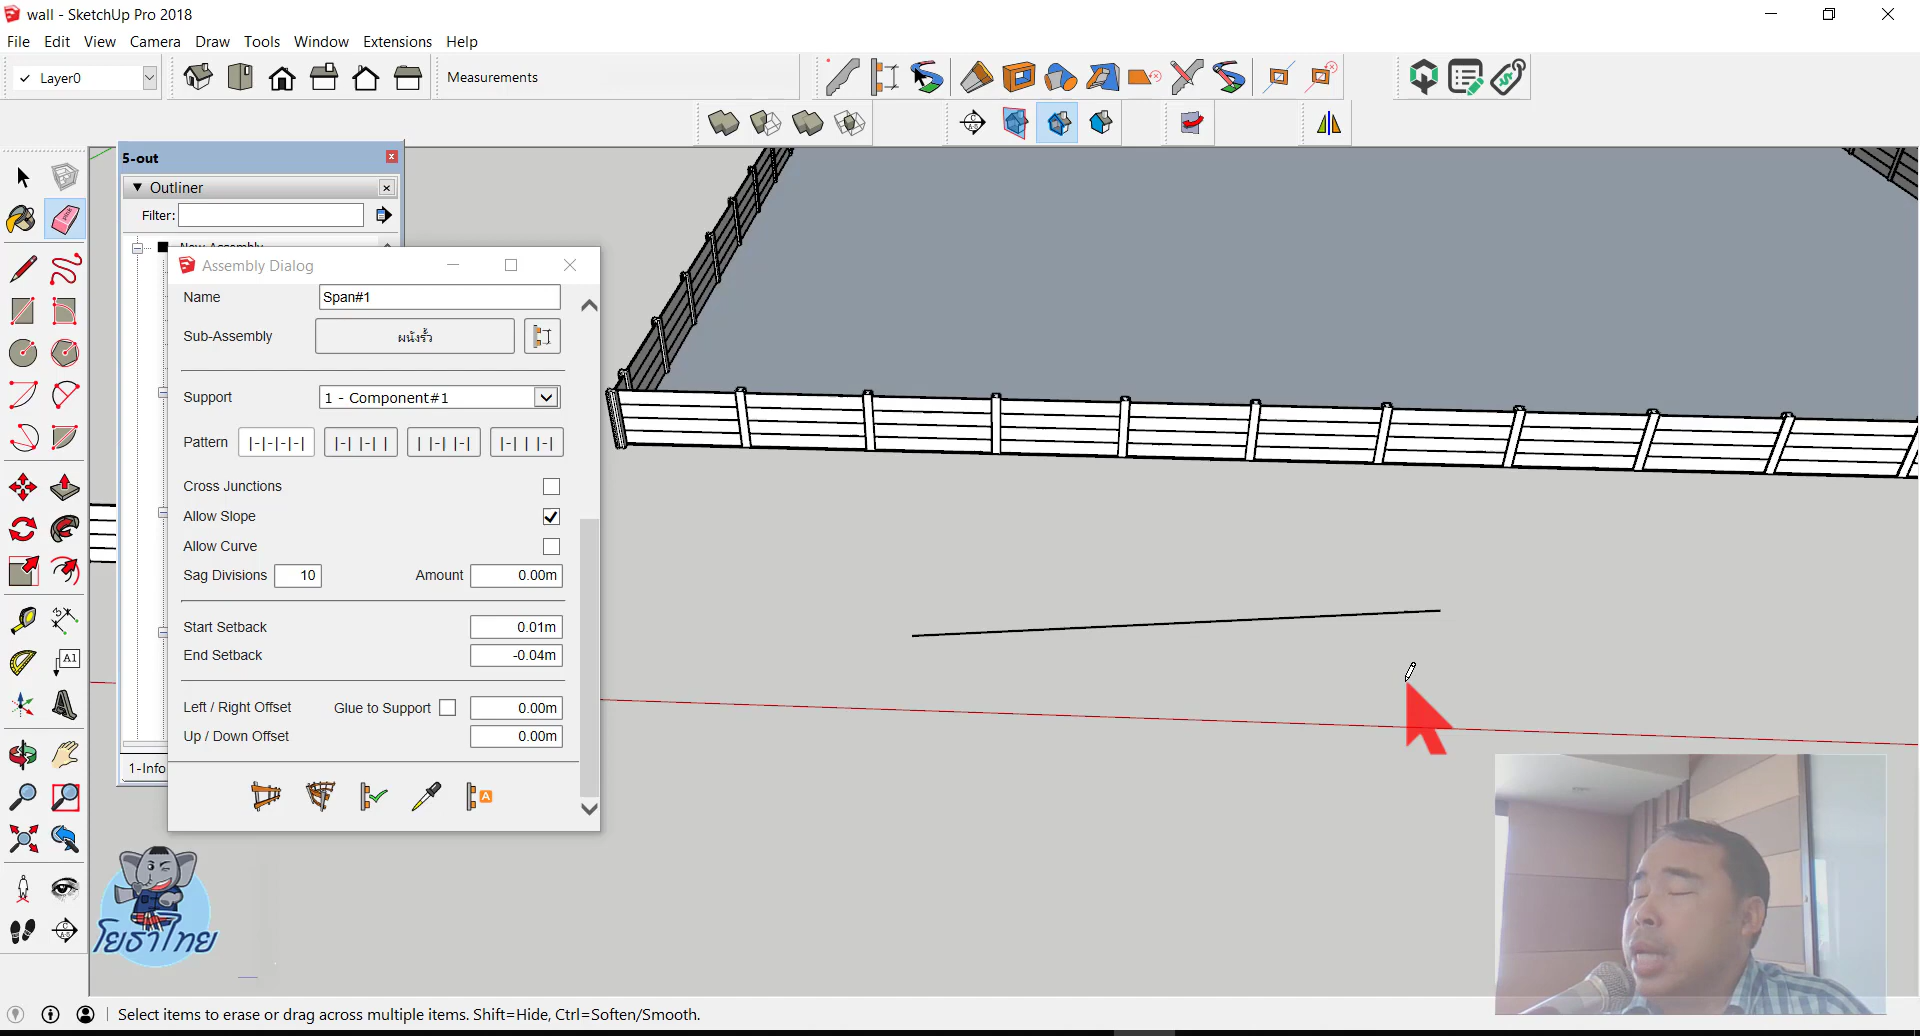 wall - SketchUp Pro 2018
File Edit View Camera Draw Tools Window Extensions Help
Layer0
Measurements
5-out
Outliner
Filter:
Assembly Dialog
Name Span#1
Sub-Assembly ผนังรั้ว
Support 1 - Component#1
Pattern |-|-|-|-| |-| |-| | | |-| |-| |-| | |-|
Cross Junctions
Allow Slope
Allow Curve
Sag Divisions 10 Amount 0.00m
Start Setback 0.01m
End Setback -0.04m
Left / Right Offset Glue to Support 0.00m
Up / Down Offset 0.00m
1-Info
A1
A
โยธาไทย
Select items to erase or drag across multiple items. Shift=Hide, Ctrl=Soften/Smooth.